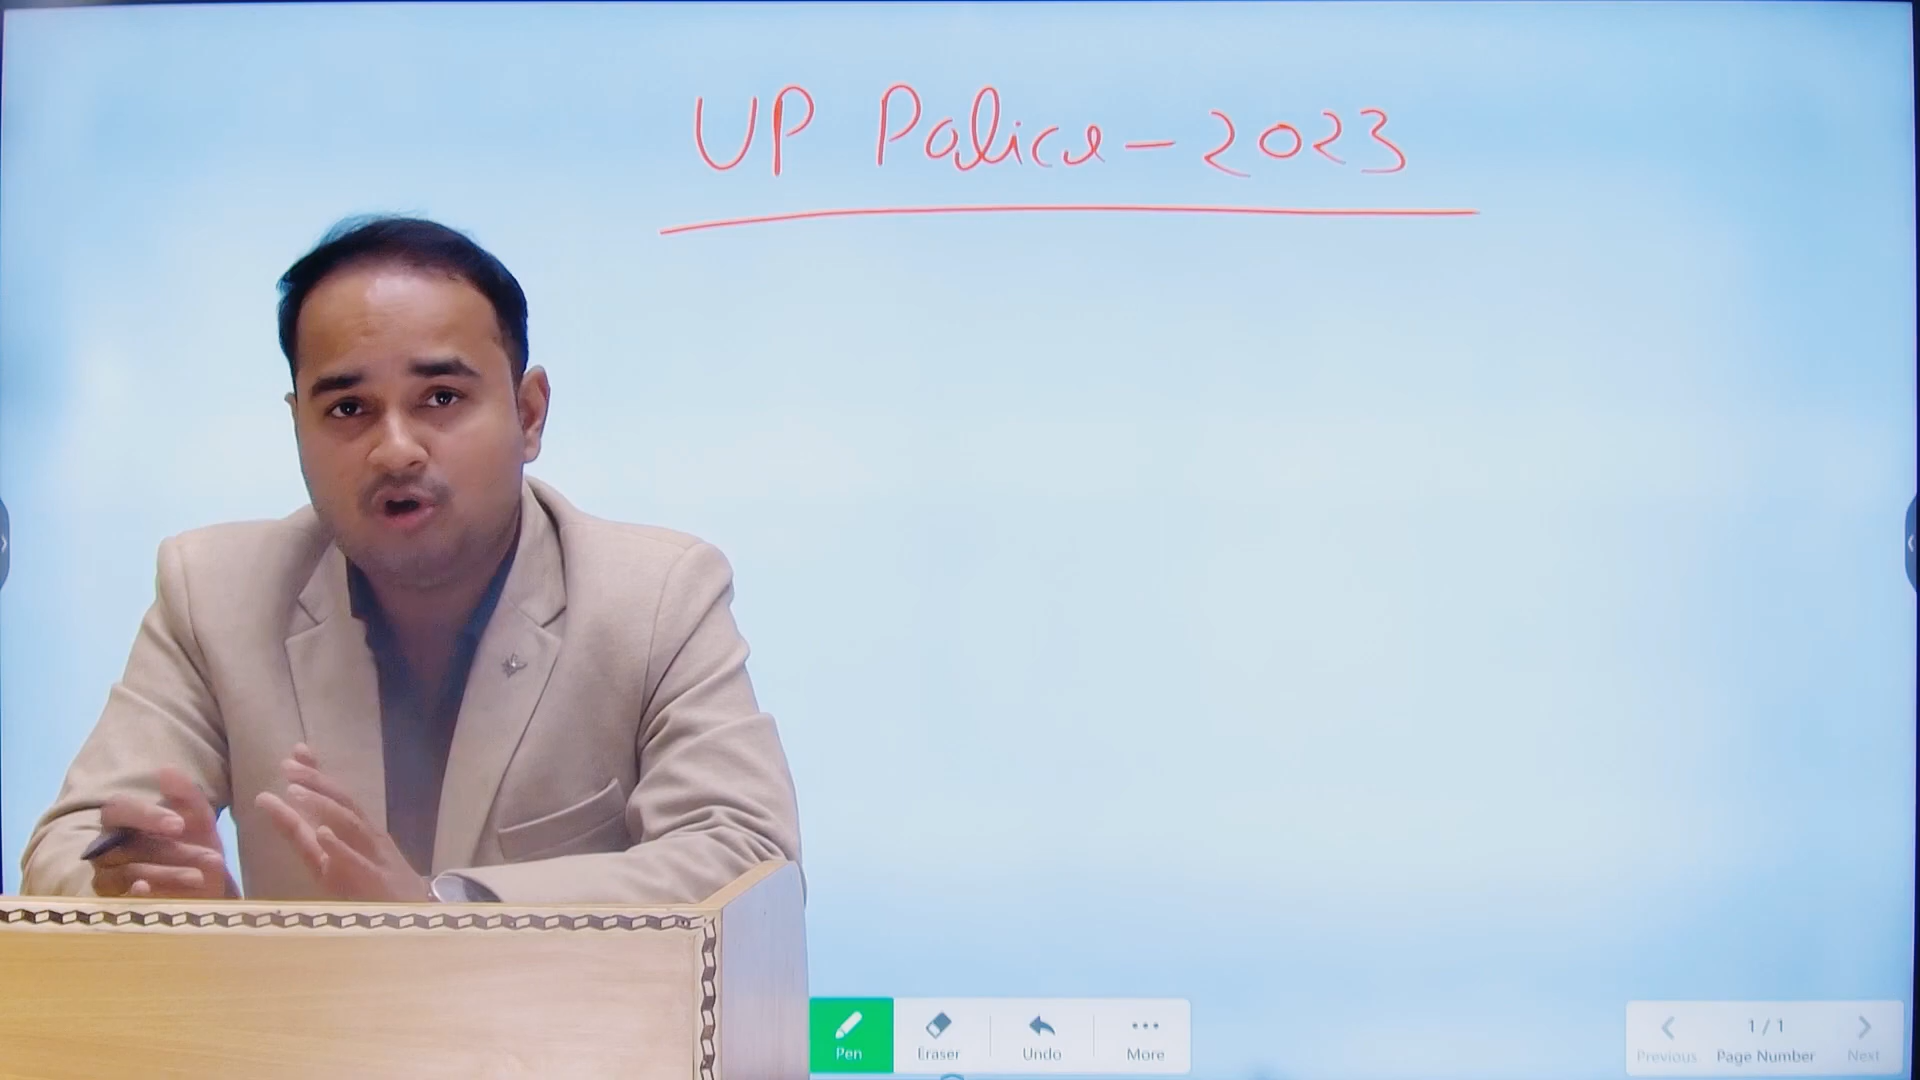 UP Police-2023
Pen Eraser Undo More
1 / 1
Previous Page Number Next